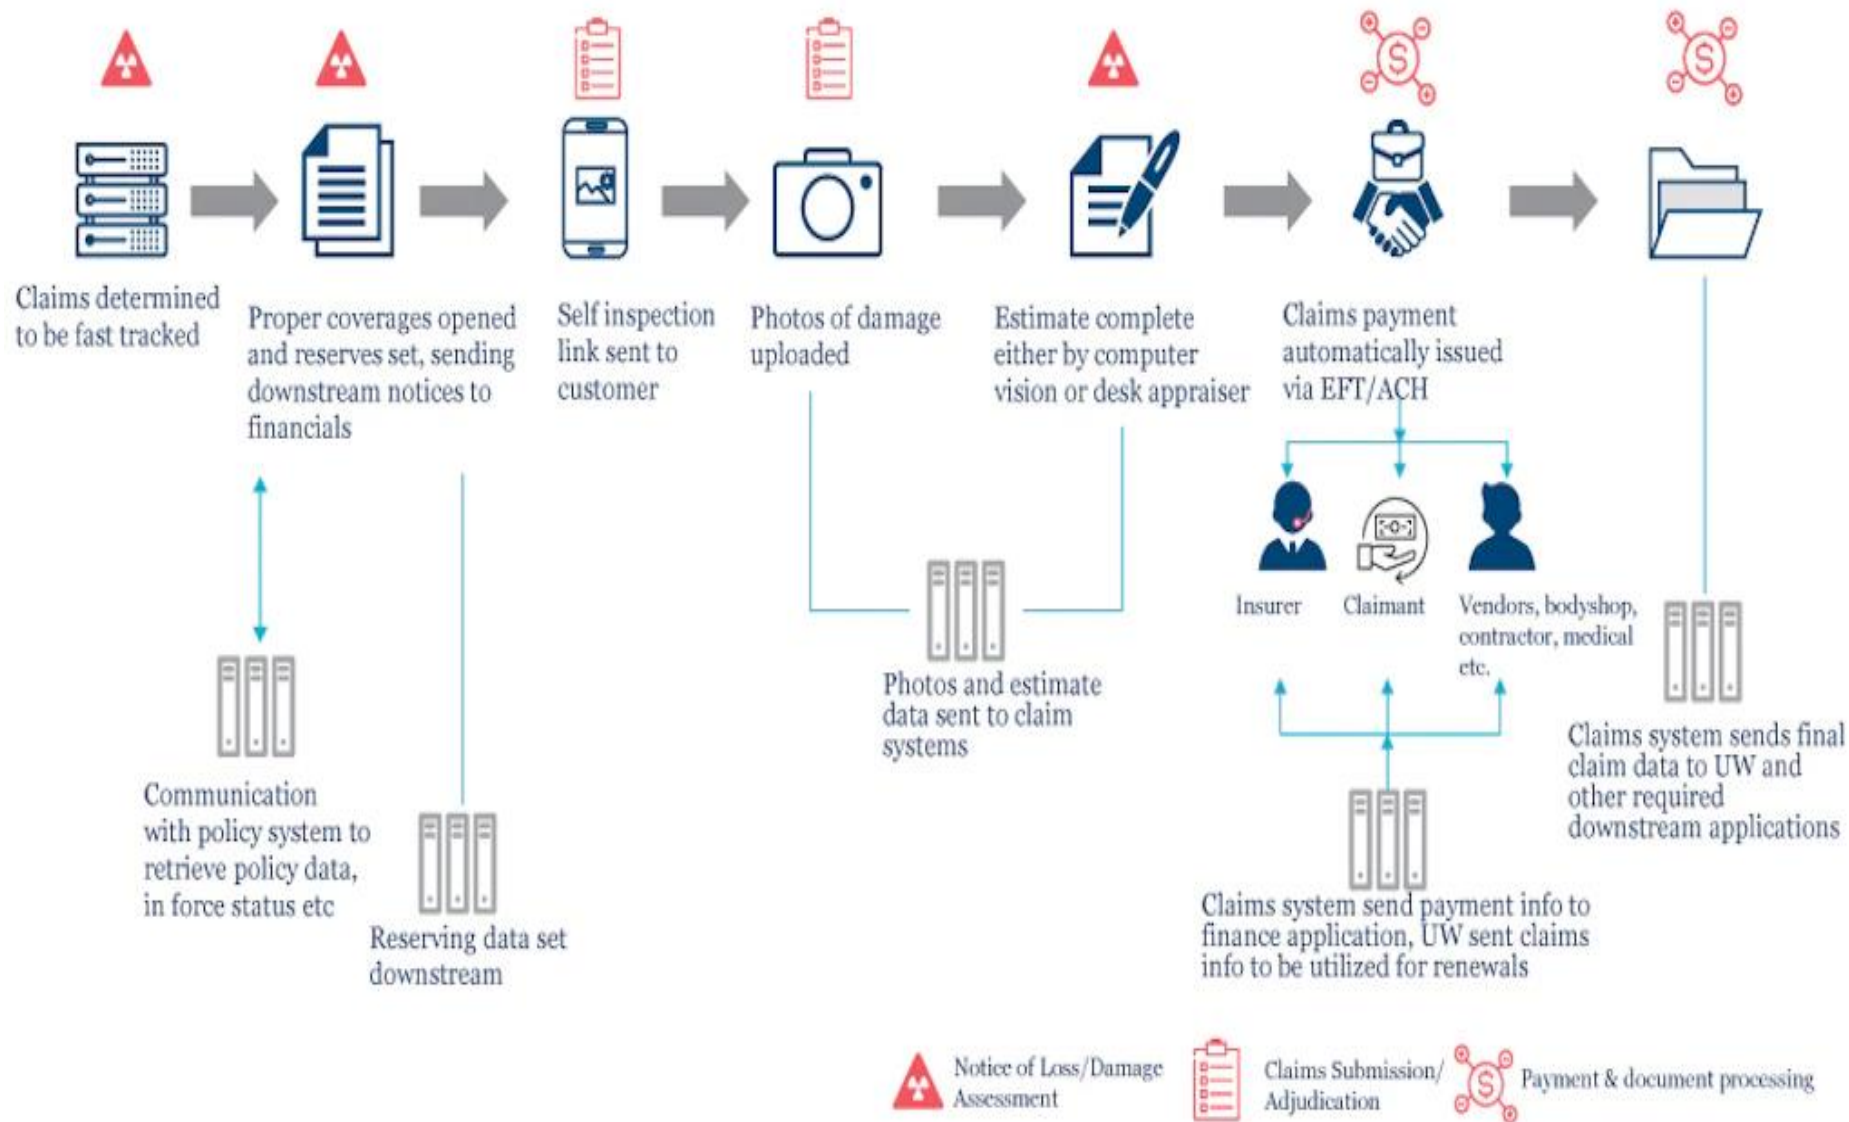 Claims determined
to be fast tracked
Proper coverages opened
and reserves set, sending
downstream notices to
financials
Self inspection
link sent to
customer
Photos of damage
uploaded
Estimate complete
either by computer
vision or desk appraiser
Claims payment
automatically issued
via EFT/ACH
Insurer
Claimant
Vendors, bodyshop,
contractor, medical
etc.
Communication
with policy system to
retrieve policy data,
in force status etc
Reserving data set
downstream
Photos and estimate
data sent to claim
systems
Claims system send payment info to
finance application, UW sent claims
info to be utilized for renewals
Claims system sends final
claim data to UW and
other required
downstream applications
Notice of Loss/Damage
Assessment
Claims Submission/
Adjudication
Payment & document processing